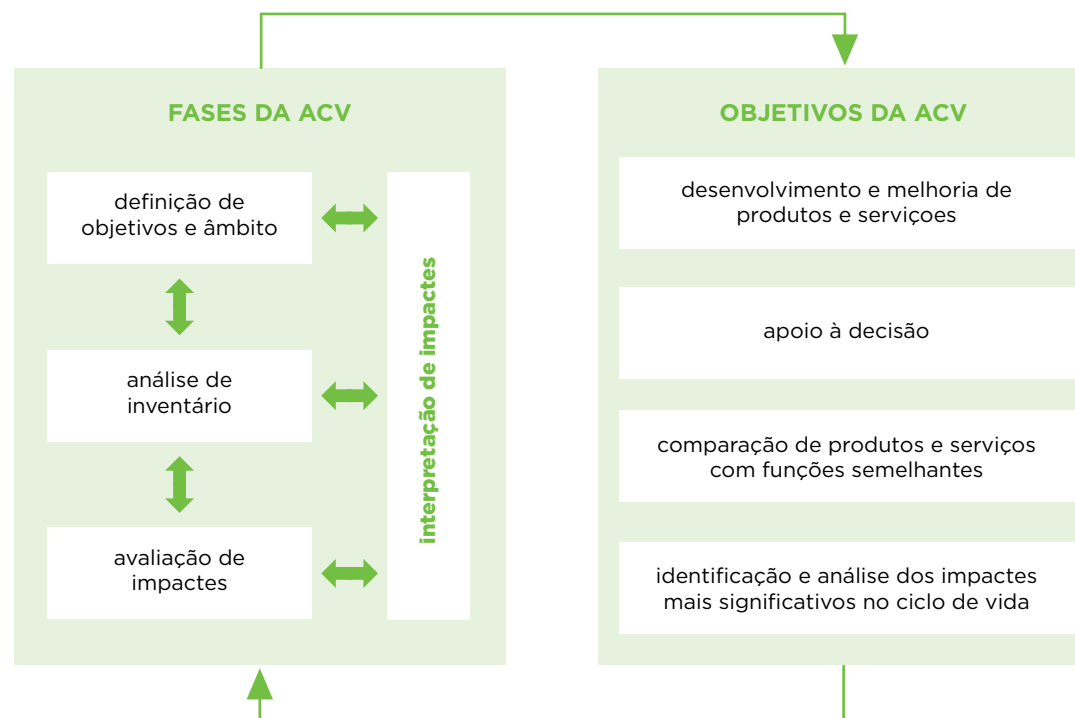 FASES DA ACV
definição de
objetivos e âmbito
análise de
inventário
avaliação de
impactes
interpretação de impactes
OBJETIVOS DA ACV
desenvolvimento e melhoria de
produtos e serviçoes
apoio à decisão
comparação de produtos e serviços
com funções semelhantes
identificação e análise dos impactes
mais significativos no ciclo de vida